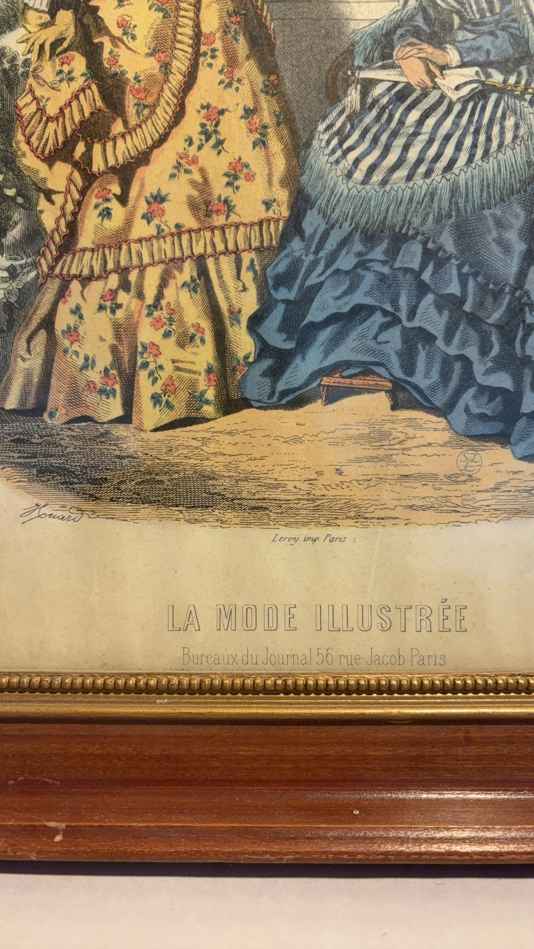 Leroy imp. Paris
LA MODE ILLUSTRÉE
Bureaux du Journal 56 rue Jacob Paris